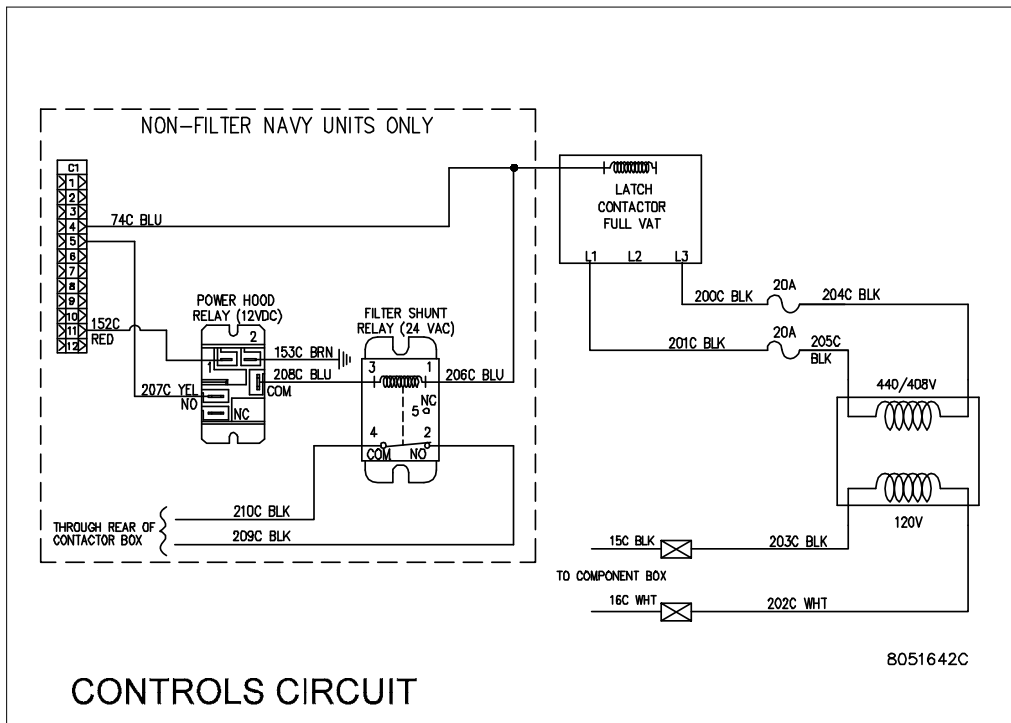 NON-FILTER NAVY UNITS ONLY
C1
1
2
3
4
5
6
7
8
9
10
11
12
74C BLU
152C
RED
207C YEL
POWER HOOD
RELAY (12VDC)
2
1
153C BRN
208C BLU
COM
NO
NC
FILTER SHUNT
RELAY (24 VAC)
3
1
206C BLU
NC
5
4
2
COM
NO
210C BLK
209C BLK
THROUGH REAR OF
CONTACTOR BOX
LATCH
CONTACTOR
FULL VAT
L1
L2
L3
200C BLK
20A
204C BLK
201C BLK
20A
205C
BLK
440/408V
120V
15C BLK
203C BLK
TO COMPONENT BOX
16C WHT
202C WHT
8051642C
CONTROLS CIRCUIT